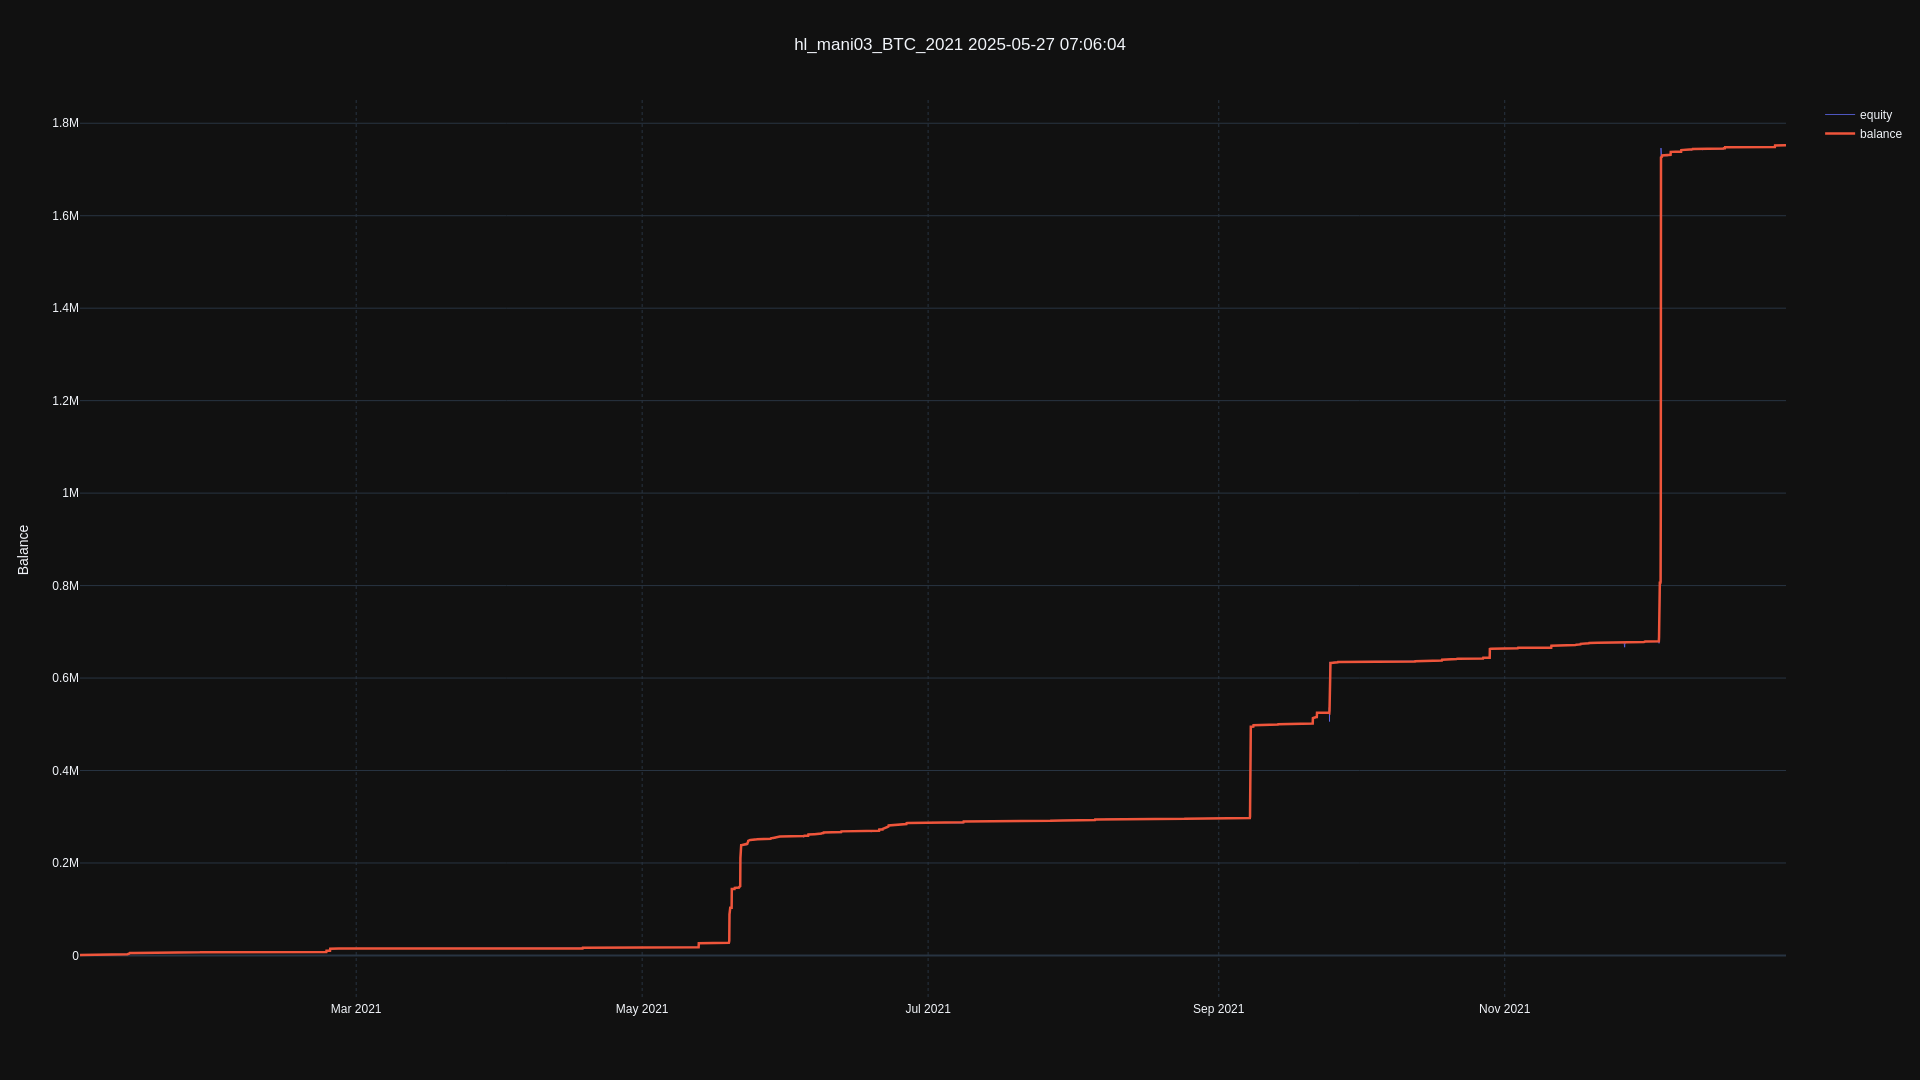 hl_mani03_BTC_2021 2025-05-27 07:06:04
equity
balance
1.8M
1.6M
1.4M
1.2M
1M
0.8M
0.6M
0.4M
0.2M
0
Balance
Mar 2021
May 2021
Jul 2021
Sep 2021
Nov 2021